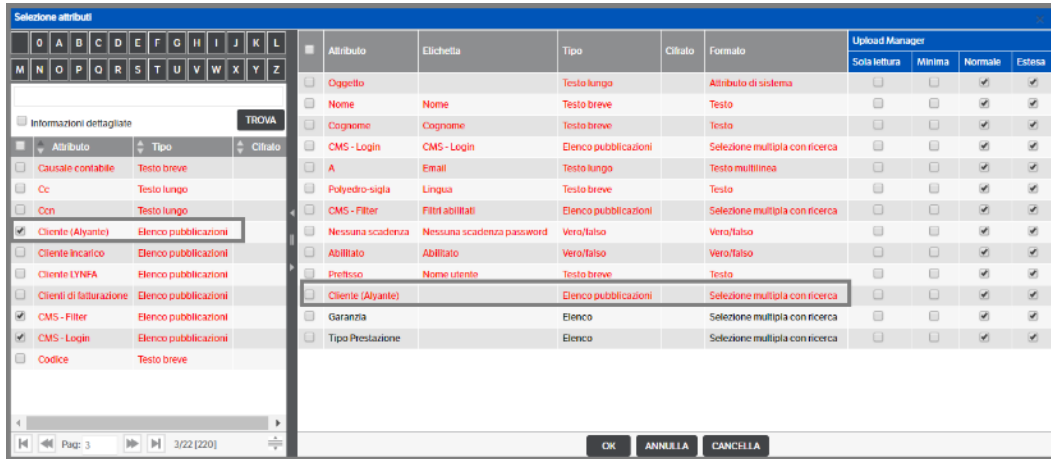 Selezione attributi
0 A B C D E F G H I J K L
M N O P Q R S T U V W X Y Z
Informazioni dettagliate TROVA
Attributo Tipo Cifrato
Causale contabile Testo breve
Cc Testo lungo
Ccn Testo lungo
Cliente (Alyante) Elenco pubblicazioni
Cliente incarico Elenco pubblicazioni
Cliente LYNFA Elenco pubblicazioni
Clienti di fatturazione Elenco pubblicazioni
CMS - Filter Elenco pubblicazioni
CMS - Login Elenco pubblicazioni
Codice Testo breve
Pag: 3 3/22 [220]
Attributo Etichetta Tipo Cifrato Formato Upload Manager
Sola lettura Minima Normale Estesa
Oggetto Testo lungo Attributo di sistema
Nome Nome Testo breve Testo
Cognome Cognome Testo breve Testo
CMS - Login CMS - Login Elenco pubblicazioni Selezione multipla con ricerca
A Email Testo lungo Testo multilinea
Polyedro-sigla Lingua Testo breve Testo
CMS - Filter Filtri abilitati Elenco pubblicazioni Selezione multipla con ricerca
Nessuna scadenza Nessuna scadenza password Vero/falso Vero/falso
Abilitato Abilitato Vero/falso Vero/falso
Prefisso Nome utente Testo breve Testo
Cliente (Alyante) Elenco pubblicazioni Selezione multipla con ricerca
Garanzia Elenco Selezione multipla con ricerca
Tipo Prestazione Elenco Selezione multipla con ricerca
OK ANNULLA CANCELLA